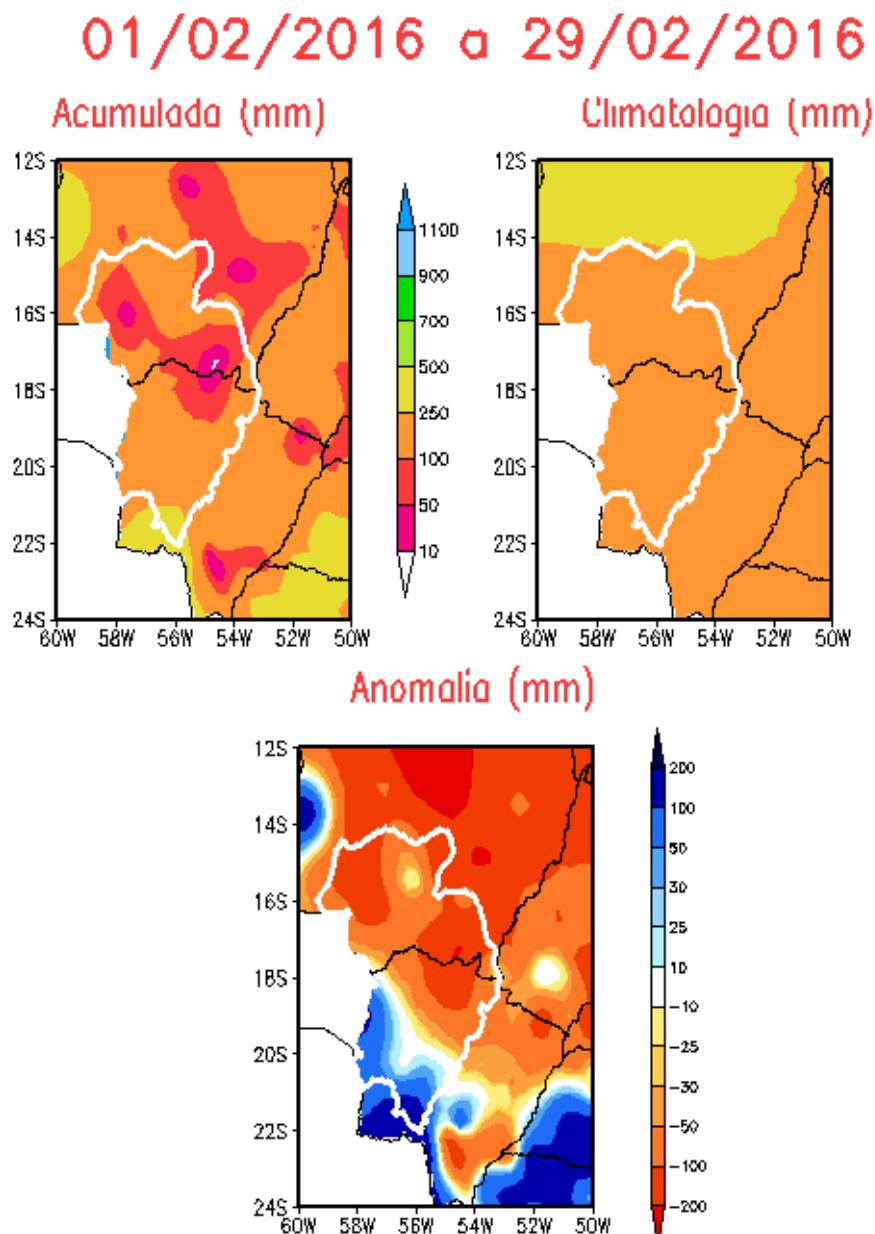 01/02/2016 a 29/02/2016
Acumulada (mm)
Climatologia (mm)
12S
14S
16S
18S
20S
22S
24S
60W 58W 56W 54W 52W 50W
1100
900
700
500
250
100
50
10
12S
14S
16S
18S
20S
22S
24S
60W 58W 56W 54W 52W 50W
Anomalia (mm)
12S
14S
16S
18S
20S
22S
24S
60W 58W 56W 54W 52W 50W
200
100
50
30
25
10
-10
-25
-30
-50
-100
-200